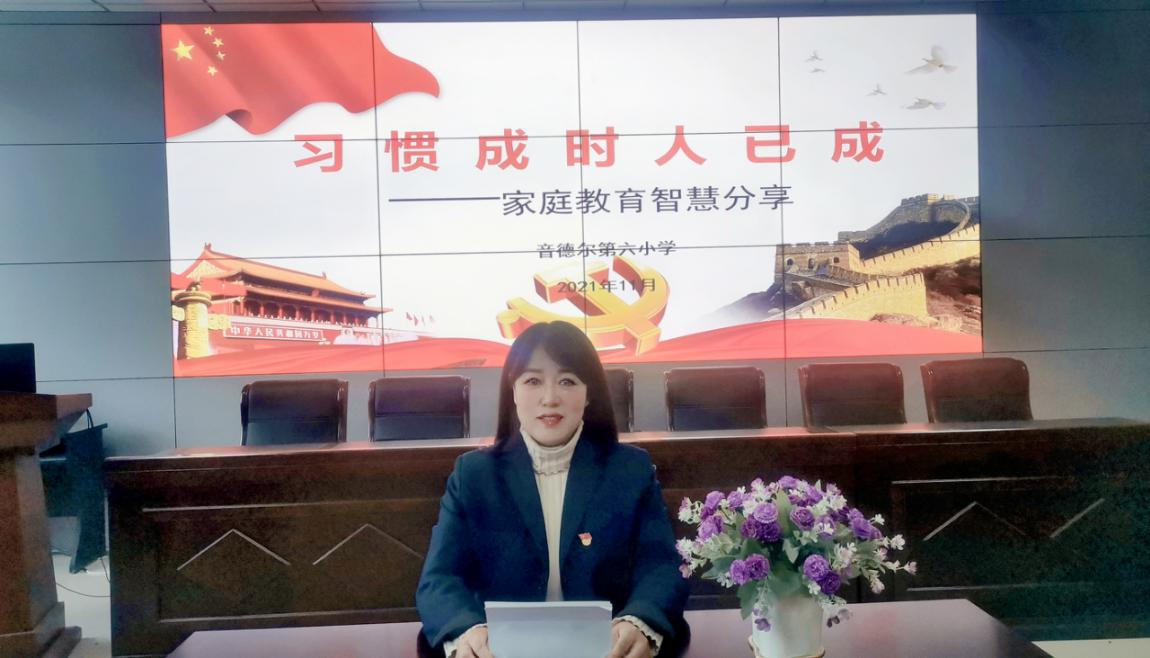 习惯成时人已成
———家庭教育智慧分享
音德尔第六小学
2021年11月
中华人民共和国万岁